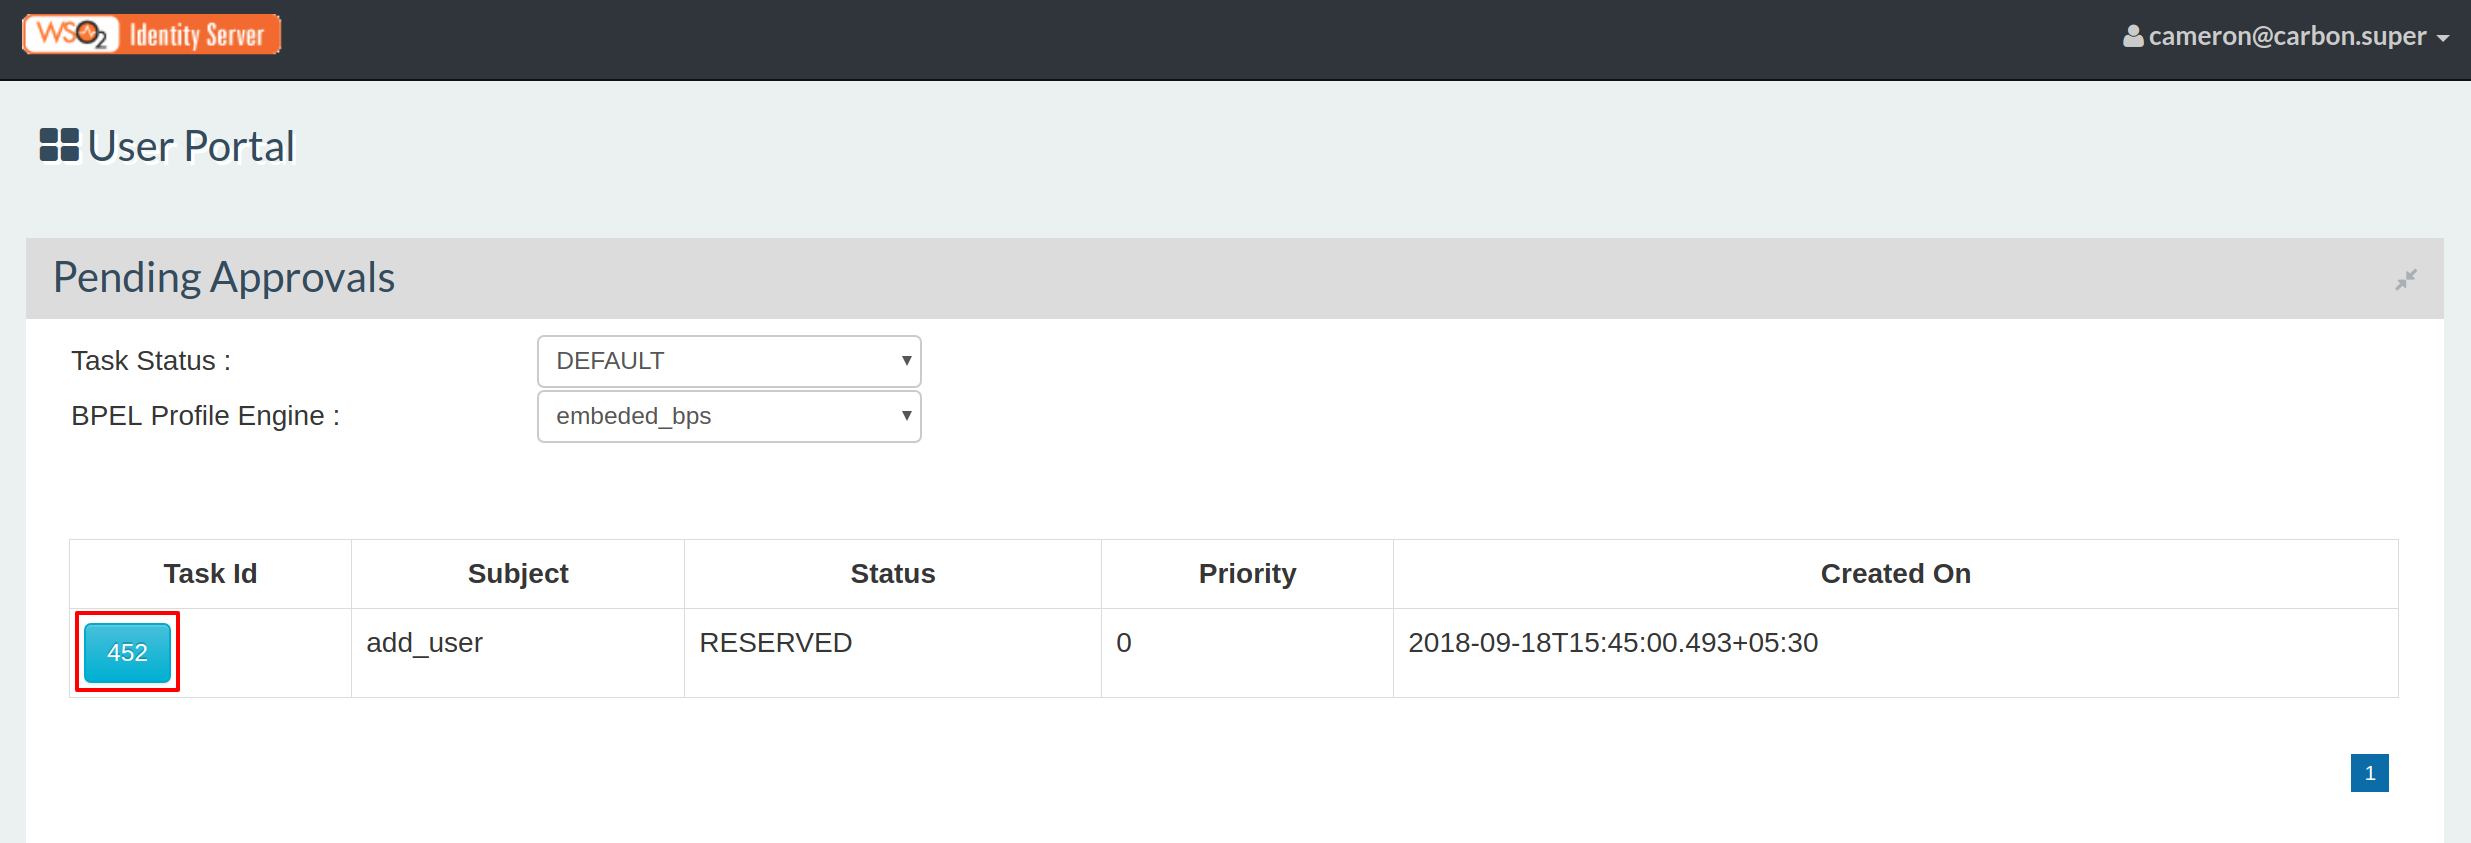 WSO2 Identity Server
cameron@carbon.super
User Portal
Pending Approvals
Task Status : DEFAULT
BPEL Profile Engine : embeded_bps
Task Id Subject Status Priority Created On
452 add_user RESERVED 0 2018-09-18T15:45:00.493+05:30
1